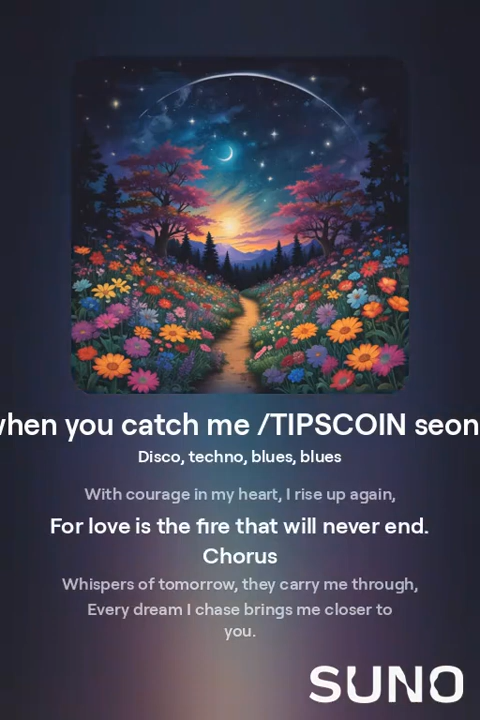 when you catch me /TIPSCOIN seon
Disco, techno, blues, blues
With courage in my heart, I rise up again,
For love is the fire that will never end.
Chorus
Whispers of tomorrow, they carry me through,
Every dream I chase brings me closer to
you.
SUNO